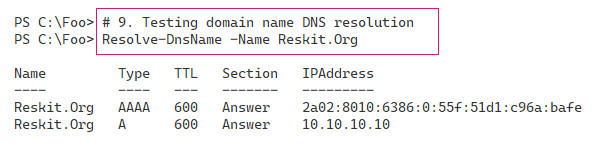 PS C:\Foo> # 9. Testing domain name DNS resolution
PS C:\Foo> Resolve-DnsName -Name Reskit.Org
Name Type TTL Section IPAddress
---- ---- --- ------- ---------
Reskit.Org AAAA 600 Answer 2a02:8010:6386:0:55f:51d1:c96a:bafe
Reskit.Org A 600 Answer 10.10.10.10